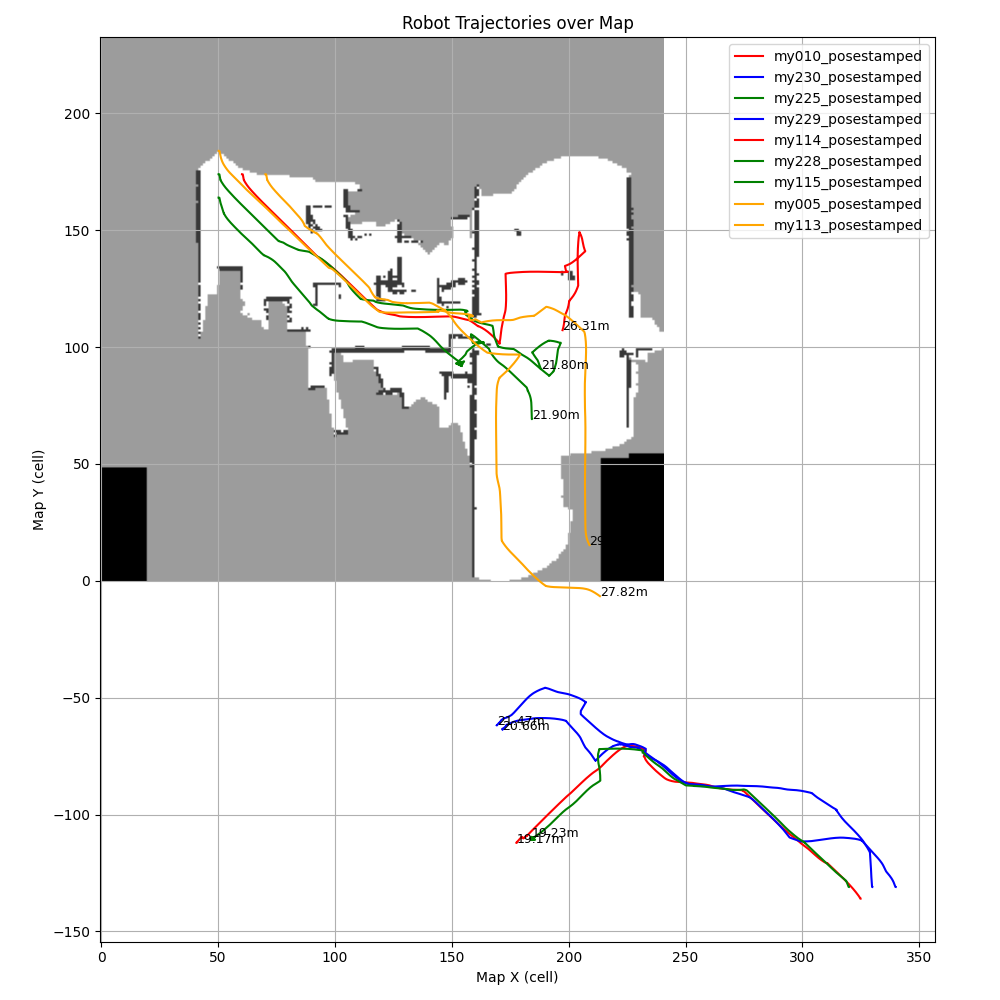 Robot Trajectories over Map
my010_posestamped
my230_posestamped
my225_posestamped
my229_posestamped
my114_posestamped
my228_posestamped
my115_posestamped
my005_posestamped
my113_posestamped
200
150
100
50
0
−50
−100
−150
Map Y (cell)
26.31m
21.80m
21.90m
29
27.82m
20.66m
19.23m
19.17m
0
50
100
150
200
250
300
350
Map X (cell)